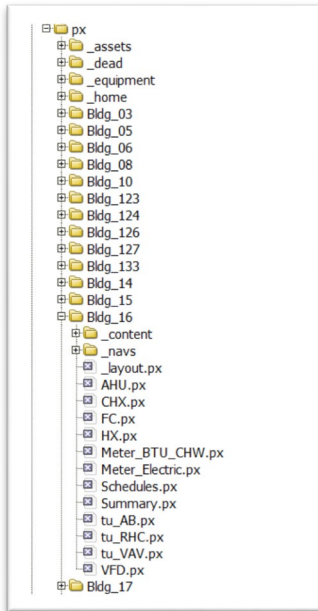 px
_assets
_dead
_equipment
_home
Bldg_03
Bldg_05
Bldg_06
Bldg_08
Bldg_10
Bldg_123
Bldg_124
Bldg_126
Bldg_127
Bldg_133
Bldg_14
Bldg_15
Bldg_16
_content
_navs
_layout.px
AHU.px
CHX.px
FC.px
HX.px
Meter_BTU_CHW.px
Meter_Electric.px
Schedules.px
Summary.px
tu_AB.px
tu_RHC.px
tu_VAV.px
VFD.px
Bldg_17